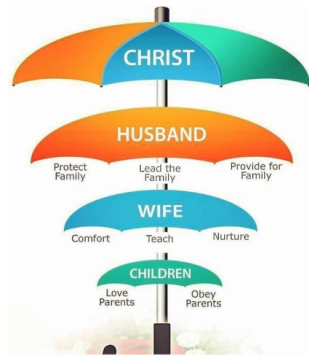 CHRIST
HUSBAND
Protect
Family
Lead the
Family
Provide for
Family
WIFE
Comfort
Teach
Nurture
CHILDREN
Love
Parents
Obey
Parents